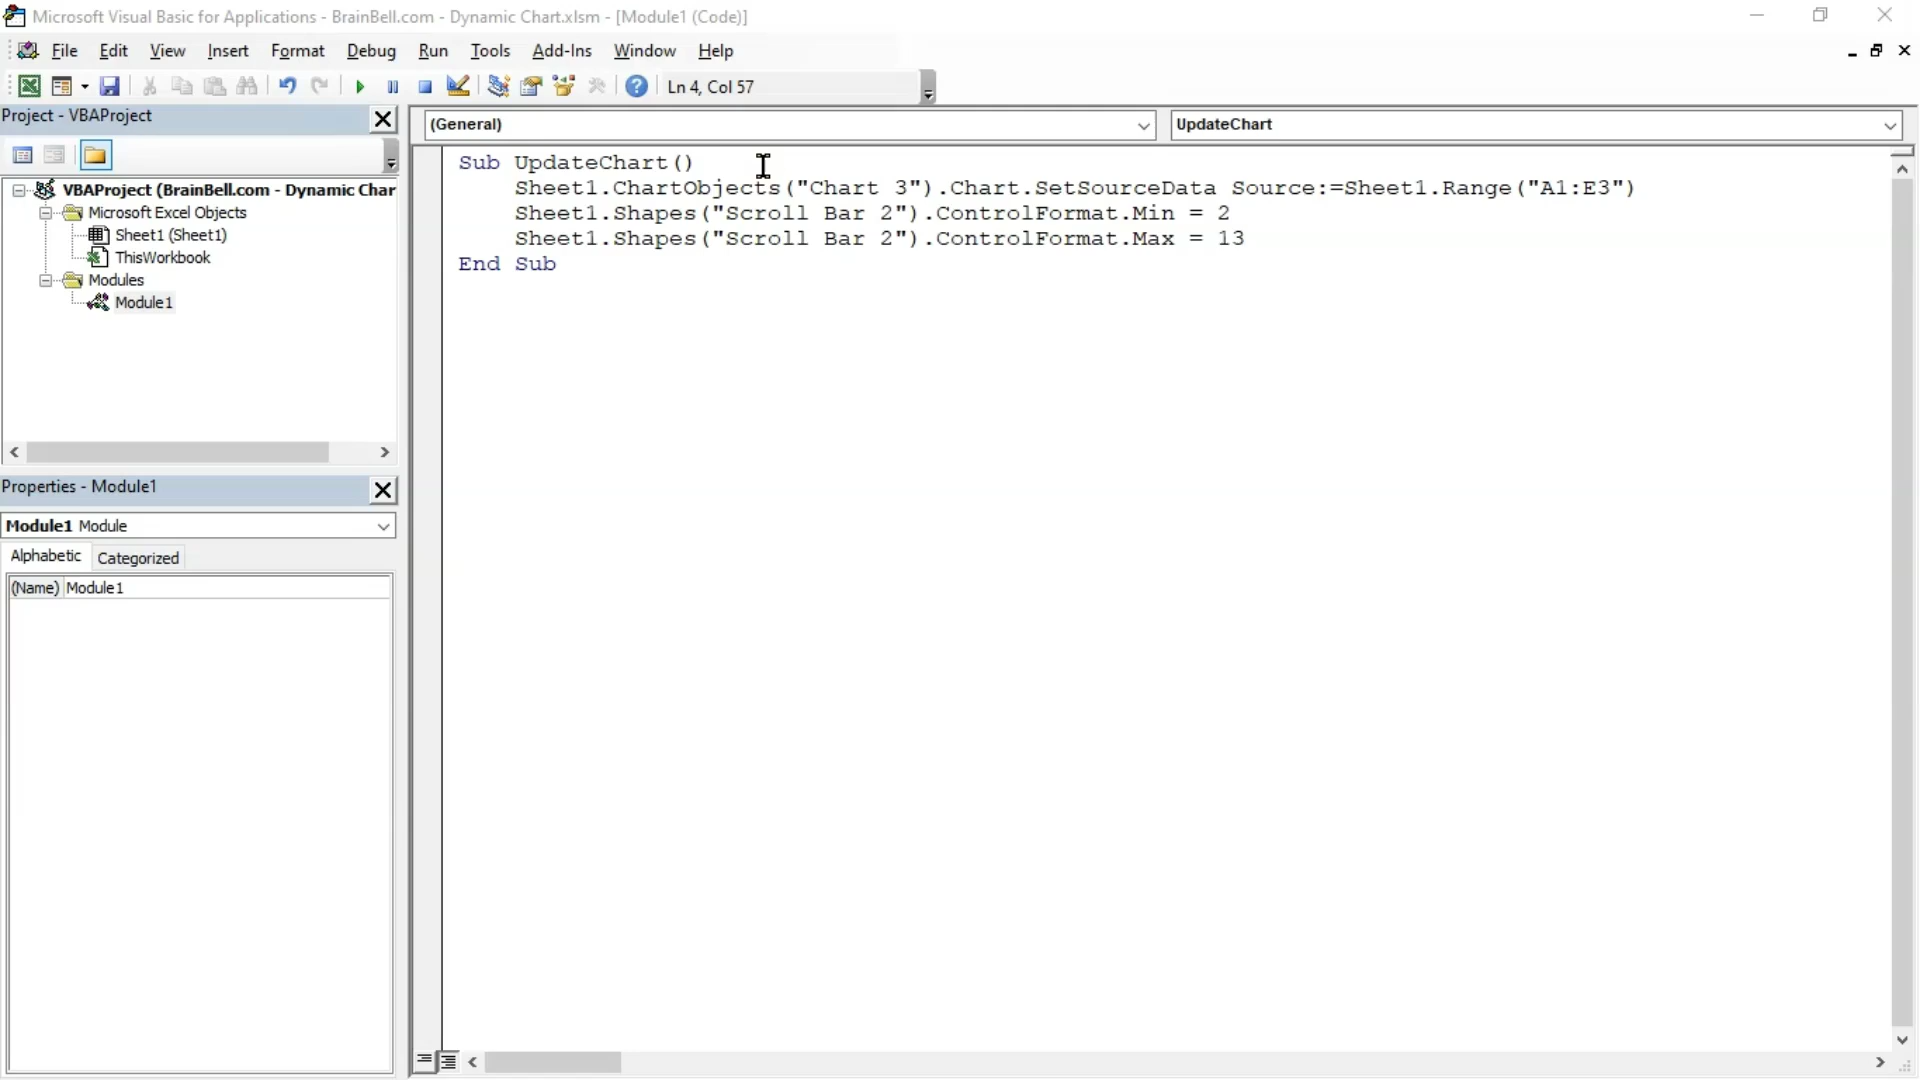 Microsoft Visual Basic for Applications - BrainBell.com - Dynamic Chart.xlsm - [Module1 (Code)]
File Edit View Insert Format Debug Run Tools Add-Ins Window Help
Ln 4, Col 57
Project - VBAProject
(General)
UpdateChart
VBAProject (BrainBell.com - Dynamic Char
Microsoft Excel Objects
Sheet1 (Sheet1)
ThisWorkbook
Modules
Module1
Sub UpdateChart()
Sheet1.ChartObjects("Chart 3").Chart.SetSourceData Source:=Sheet1.Range("A1:E3")
Sheet1.Shapes("Scroll Bar 2").ControlFormat.Min = 2
Sheet1.Shapes("Scroll Bar 2").ControlFormat.Max = 13
End Sub
Properties - Module1
Module1 Module
Alphabetic Categorized
(Name) Module1